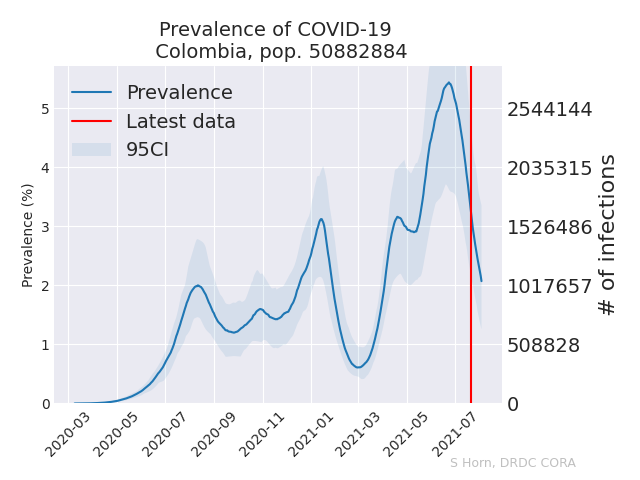 Prevalence of COVID-19
Colombia, pop. 50882884
Prevalence
Latest data
95CI
Prevalence (%)
5
4
3
2
1
0
2544144
2035315
1526486
1017657
508828
0
# of infections
2020-03
2020-05
2020-07
2020-09
2020-11
2021-01
2021-03
2021-05
2021-07
S Horn, DRDC CORA